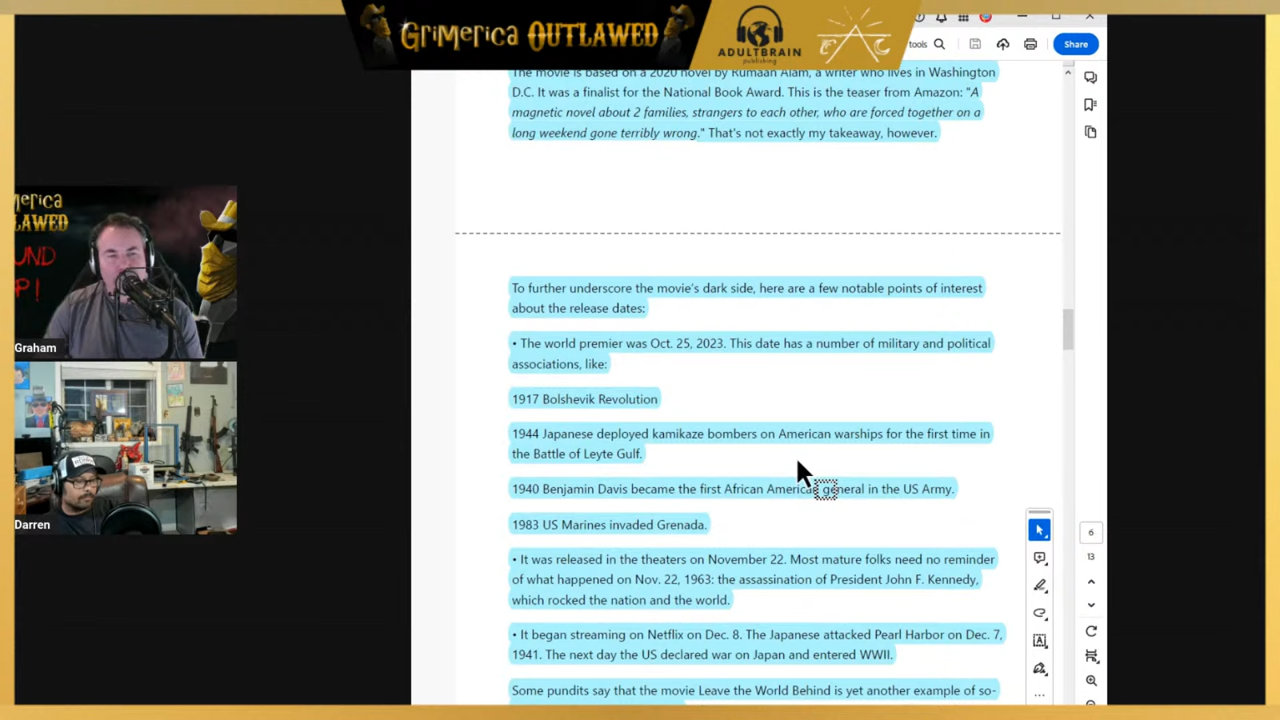 GRIMERICA OUTLAWED
ADULTBRAIN
publishing
tools
Share
The movie is based on a 2020 novel by Rumaan Alam, a writer who lives in Washington
D.C. It was a finalist for the National Book Award. This is the teaser from Amazon: "A
magnetic novel about 2 families, strangers to each other, who are forced together on a
long weekend gone terribly wrong." That's not exactly my takeaway, however.
To further underscore the movie's dark side, here are a few notable points of interest
about the release dates:
• The world premier was Oct. 25, 2023. This date has a number of military and political
associations, like:
1917 Bolshevik Revolution
1944 Japanese deployed kamikaze bombers on American warships for the first time in
the Battle of Leyte Gulf.
1940 Benjamin Davis became the first African American general in the US Army.
1983 US Marines invaded Grenada.
• It was released in the theaters on November 22. Most mature folks need no reminder
of what happened on Nov. 22, 1963: the assassination of President John F. Kennedy,
which rocked the nation and the world.
• It began streaming on Netflix on Dec. 8. The Japanese attacked Pearl Harbor on Dec. 7,
1941. The next day the US declared war on Japan and entered WWII.
Some pundits say that the movie Leave the World Behind is yet another example of so-
6
13
merica
LAWED
UND
P!
Graham
Darren